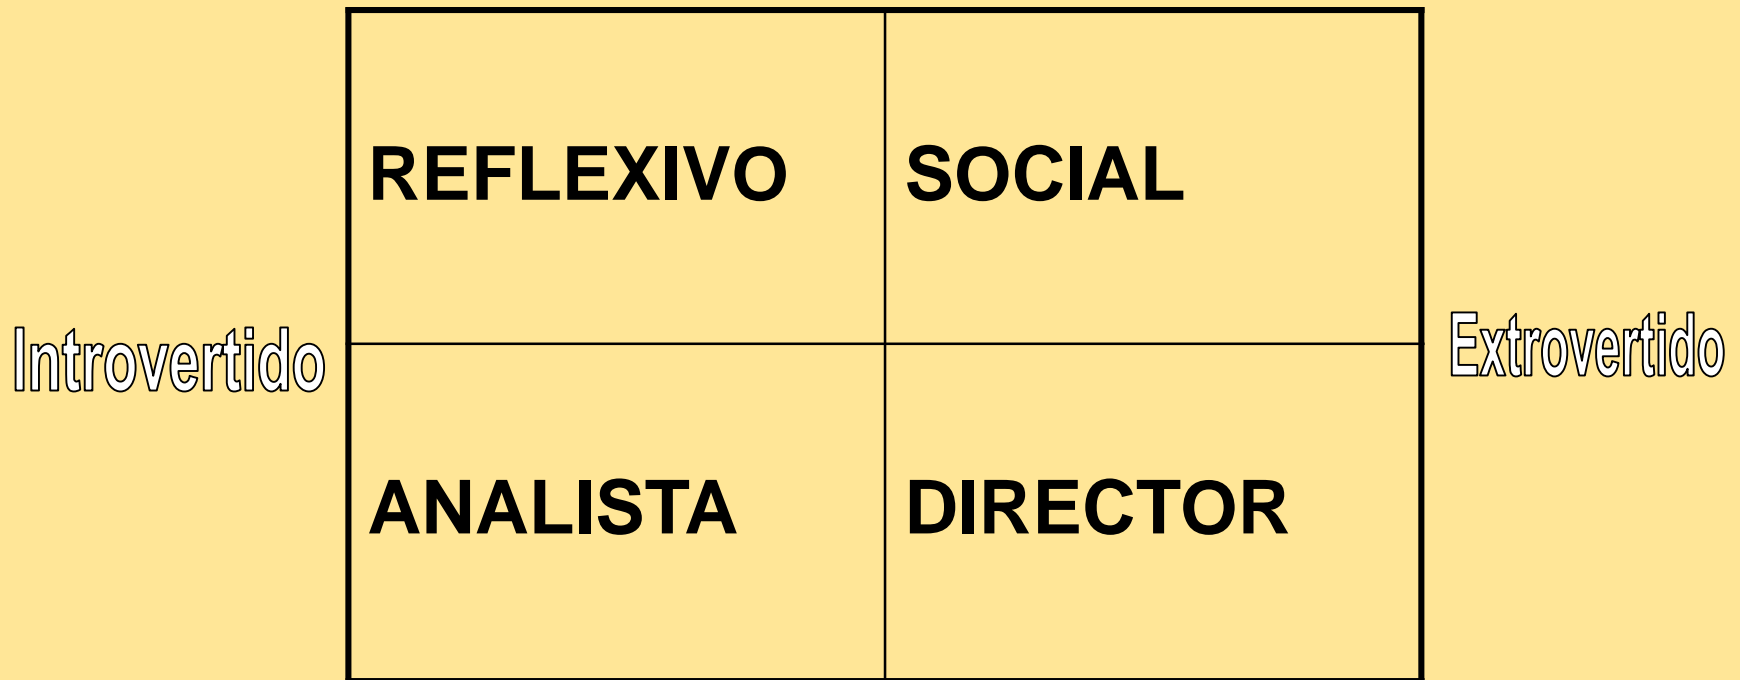 REFLEXIVO
SOCIAL
Introvertido
Extrovertido
ANALISTA
DIRECTOR